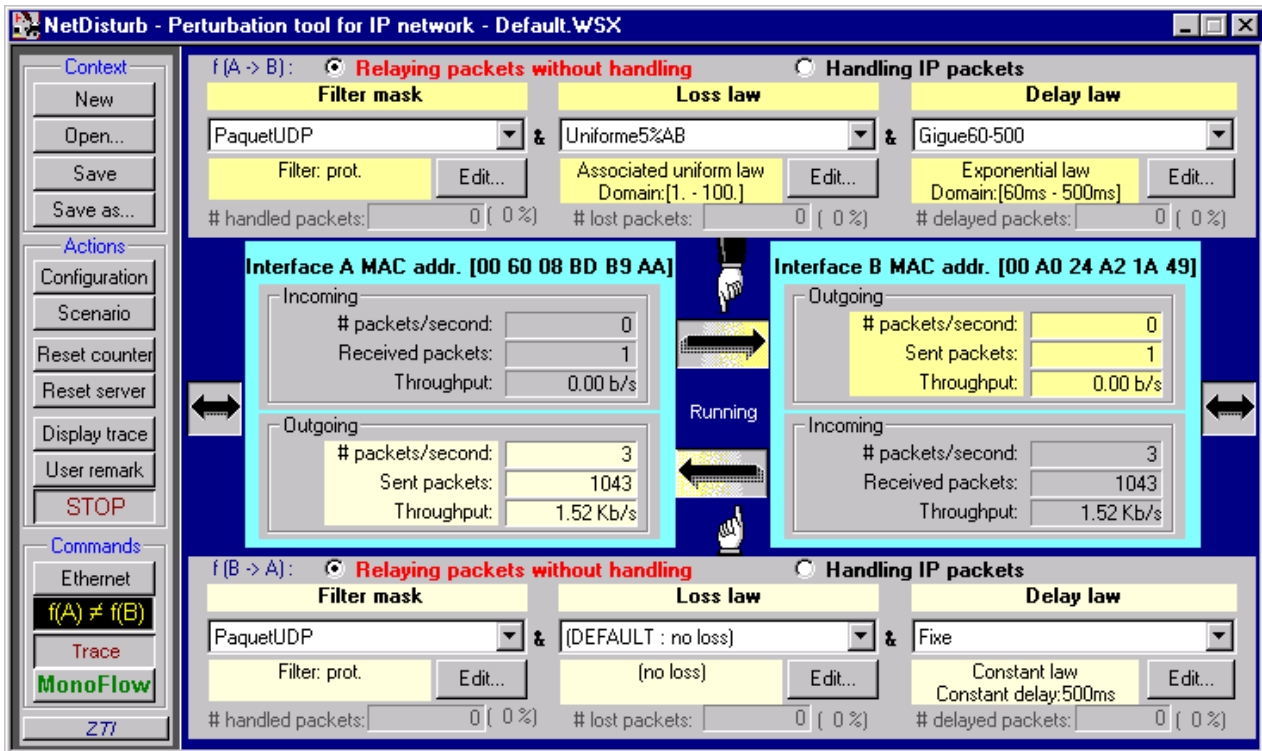 NetDisturb - Perturbation tool for IP network - Default.WSX
Context
New
Open...
Save
Save as...
Actions
Configuration
Scenario
Reset counter
Reset server
Display trace
User remark
STOP
Commands
Ethernet
f(A) ≠ f(B)
Trace
MonoFlow
ZTI
f (A -> B) : Relaying packets without handling Handling IP packets
Filter mask Loss law Delay law
PaquetUDP & Uniforme5%AB & Gigue60-500
Filter: prot. Edit... Associated uniform law Edit... Exponential law Edit...
Domain:[1. - 100.] Domain:[60ms - 500ms]
# handled packets: 0 ( 0 %) # lost packets: 0 ( 0 %) # delayed packets: 0 ( 0 %)
Interface A MAC addr. [00 60 08 BD B9 AA]
Incoming
# packets/second: 0
Received packets: 1
Throughput: 0.00 b/s
Outgoing
# packets/second: 3
Sent packets: 1043
Throughput: 1.52 Kb/s
Running
Interface B MAC addr. [00 A0 24 A2 1A 49]
Outgoing
# packets/second: 0
Sent packets: 1
Throughput: 0.00 b/s
Incoming
# packets/second: 3
Received packets: 1043
Throughput: 1.52 Kb/s
f (B -> A) : Relaying packets without handling Handling IP packets
Filter mask Loss law Delay law
PaquetUDP & (DEFAULT : no loss) & Fixe
Filter: prot. Edit... (no loss) Edit... Constant law Edit...
Constant delay:500ms
# handled packets: 0 ( 0 %) # lost packets: 0 ( 0 %) # delayed packets: 0 ( 0 %)